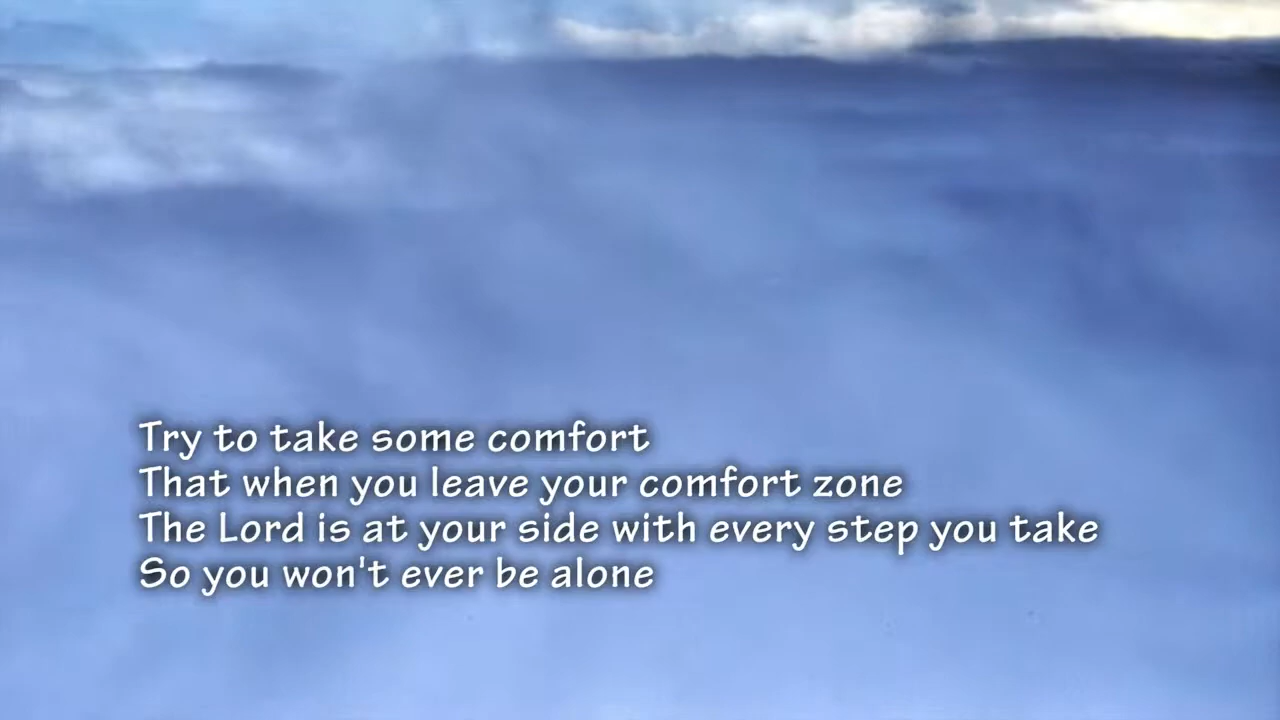 Try to take some comfort
That when you leave your comfort zone
The Lord is at your side with every step you take
So you won't ever be alone